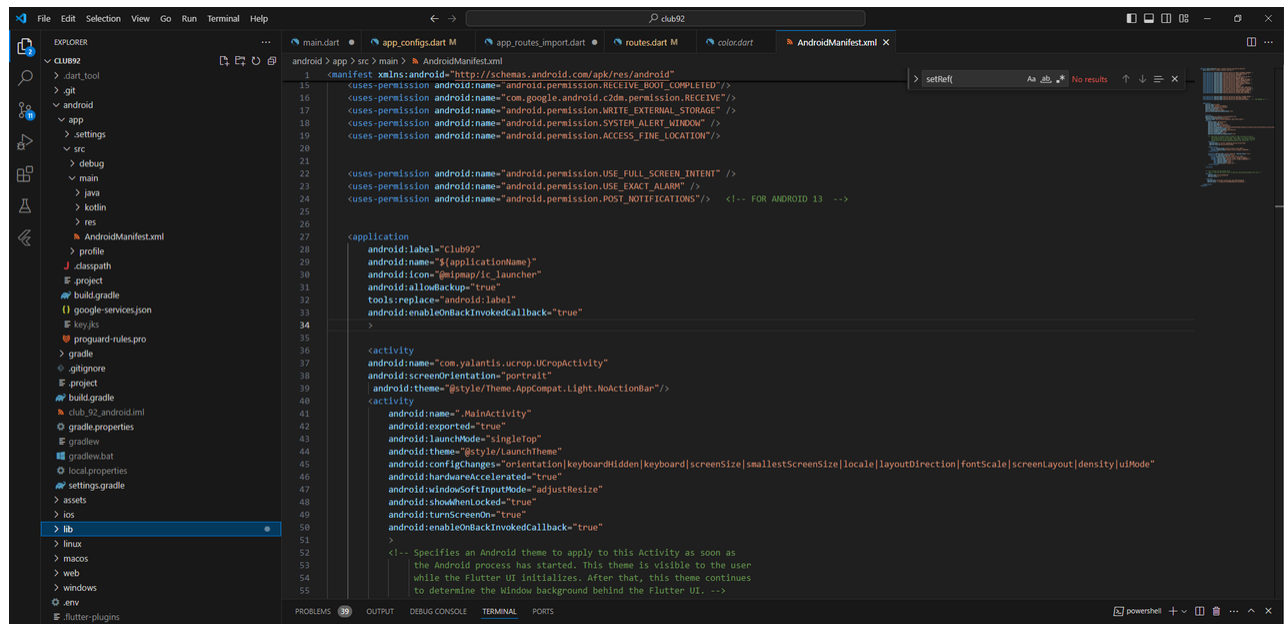 File Edit Selection View Go Run Terminal Help
club92
EXPLORER
CLUB92
.dart_tool
.git
android
app
.settings
src
debug
main
java
kotlin
res
AndroidManifest.xml
profile
.classpath
.project
build.gradle
google-services.json
key.jks
proguard-rules.pro
gradle
.gitignore
.project
build.gradle
club_92_android.iml
gradle.properties
gradlew
gradlew.bat
local.properties
settings.gradle
assets
ios
lib
linux
macos
web
windows
.env
.flutter-plugins
2
11
main.dart app_configs.dart M app_routes_import.dart routes.dart M color.dart AndroidManifest.xml
android > app > src > main > AndroidManifest.xml
setRef( Aa ab .* No results
1 <manifest xmlns:android="http://schemas.android.com/apk/res/android"
15 <uses-permission android:name="android.permission.RECEIVE_BOOT_COMPLETED"/>
16 <uses-permission android:name="com.google.android.c2dm.permission.RECEIVE"/>
17 <uses-permission android:name="android.permission.WRITE_EXTERNAL_STORAGE" />
18 <uses-permission android:name="android.permission.SYSTEM_ALERT_WINDOW" />
19 <uses-permission android:name="android.permission.ACCESS_FINE_LOCATION"/>
20
21
22 <uses-permission android:name="android.permission.USE_FULL_SCREEN_INTENT" />
23 <uses-permission android:name="android.permission.USE_EXACT_ALARM" />
24 <uses-permission android:name="android.permission.POST_NOTIFICATIONS"/> <!-- FOR ANDROID 13 -->
25
26
27 <application
28 android:label="Club92"
29 android:name="${applicationName}"
30 android:icon="@mipmap/ic_launcher"
31 android:allowBackup="true"
32 tools:replace="android:label"
33 android:enableOnBackInvokedCallback="true"
34 >
35
36 <activity
37 android:name="com.yalantis.ucrop.UCropActivity"
38 android:screenOrientation="portrait"
39 android:theme="@style/Theme.AppCompat.Light.NoActionBar"/>
40 <activity
41 android:name=".MainActivity"
42 android:exported="true"
43 android:launchMode="singleTop"
44 android:theme="@style/LaunchTheme"
45 android:configChanges="orientation|keyboardHidden|keyboard|screenSize|smallestScreenSize|locale|layoutDirection|fontScale|screenLayout|density|uiMode"
46 android:hardwareAccelerated="true"
47 android:windowSoftInputMode="adjustResize"
48 android:showWhenLocked="true"
49 android:turnScreenOn="true"
50 android:enableOnBackInvokedCallback="true"
51 >
52 <!-- Specifies an Android theme to apply to this Activity as soon as
53 the Android process has started. This theme is visible to the user
54 while the Flutter UI initializes. After that, this theme continues
55 to determine the Window background behind the Flutter UI. -->
PROBLEMS 39 OUTPUT DEBUG CONSOLE TERMINAL PORTS
powershell